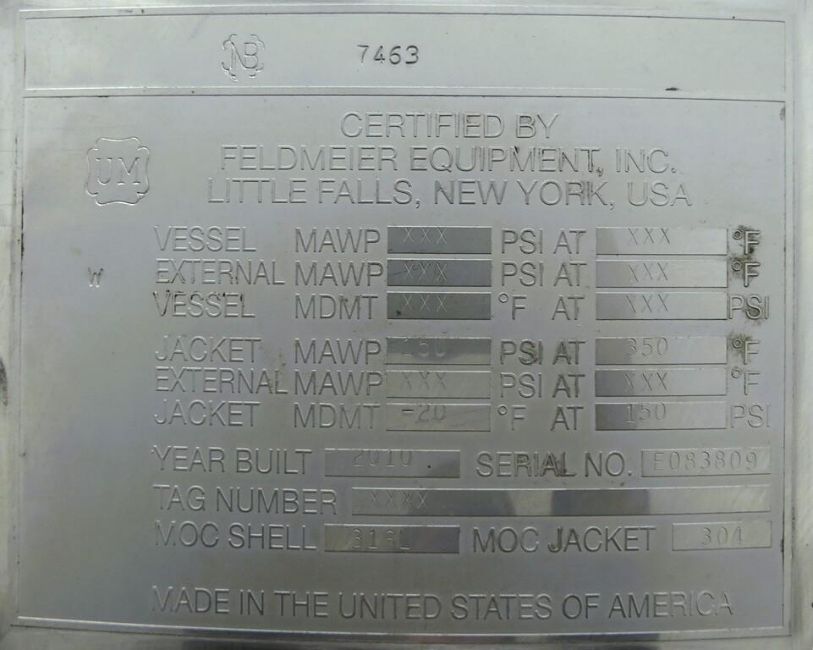 NB 7463
CERTIFIED BY
FELDMEIER EQUIPMENT, INC.
UM
LITTLE FALLS, NEW YORK, USA
VESSEL MAWP XXX PSI AT XXX °F
W EXTERNAL MAWP XXX PSI AT XXX °F
VESSEL MDMT XXX °F AT XXX PSI
JACKET MAWP 150 PSI AT 350 °F
EXTERNAL MAWP XXX PSI AT XXX °F
JACKET MDMT -20 °F AT 150 PSI
YEAR BUILT 2010 SERIAL NO. E083809
TAG NUMBER XXXX
MOC SHELL 316L MOC JACKET 304
MADE IN THE UNITED STATES OF AMERICA